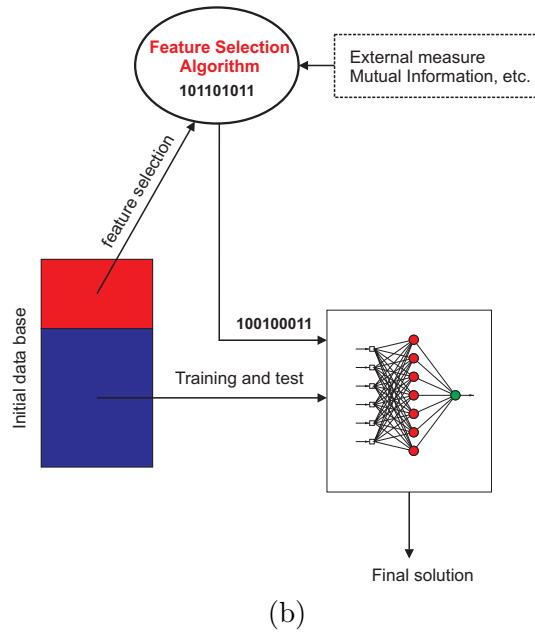 Feature Selection
Algorithm
101101011
External measure
Mutual Information, etc.
feature selection
Initial data base
100100011
Training and test
Final solution
(b)